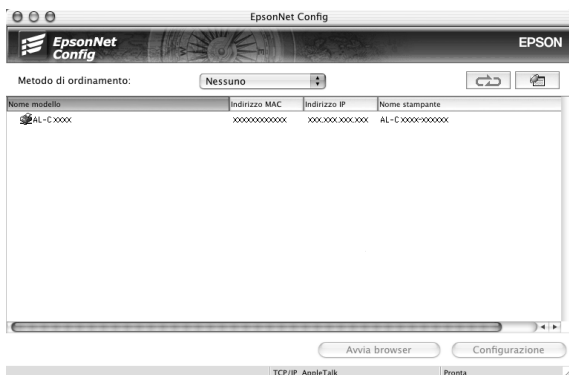 EpsonNet Config
EpsonNet
Config
EPSON
Metodo di ordinamento: Nessuno
Nome modello Indirizzo MAC Indirizzo IP Nome stampante
AL-C xxxx xxxxxxxxxxxx xxx.xxx.xxx.xxx AL-C xxxx-xxxxxx
Avvia browser Configurazione
TCP/IP AppleTalk Pronta